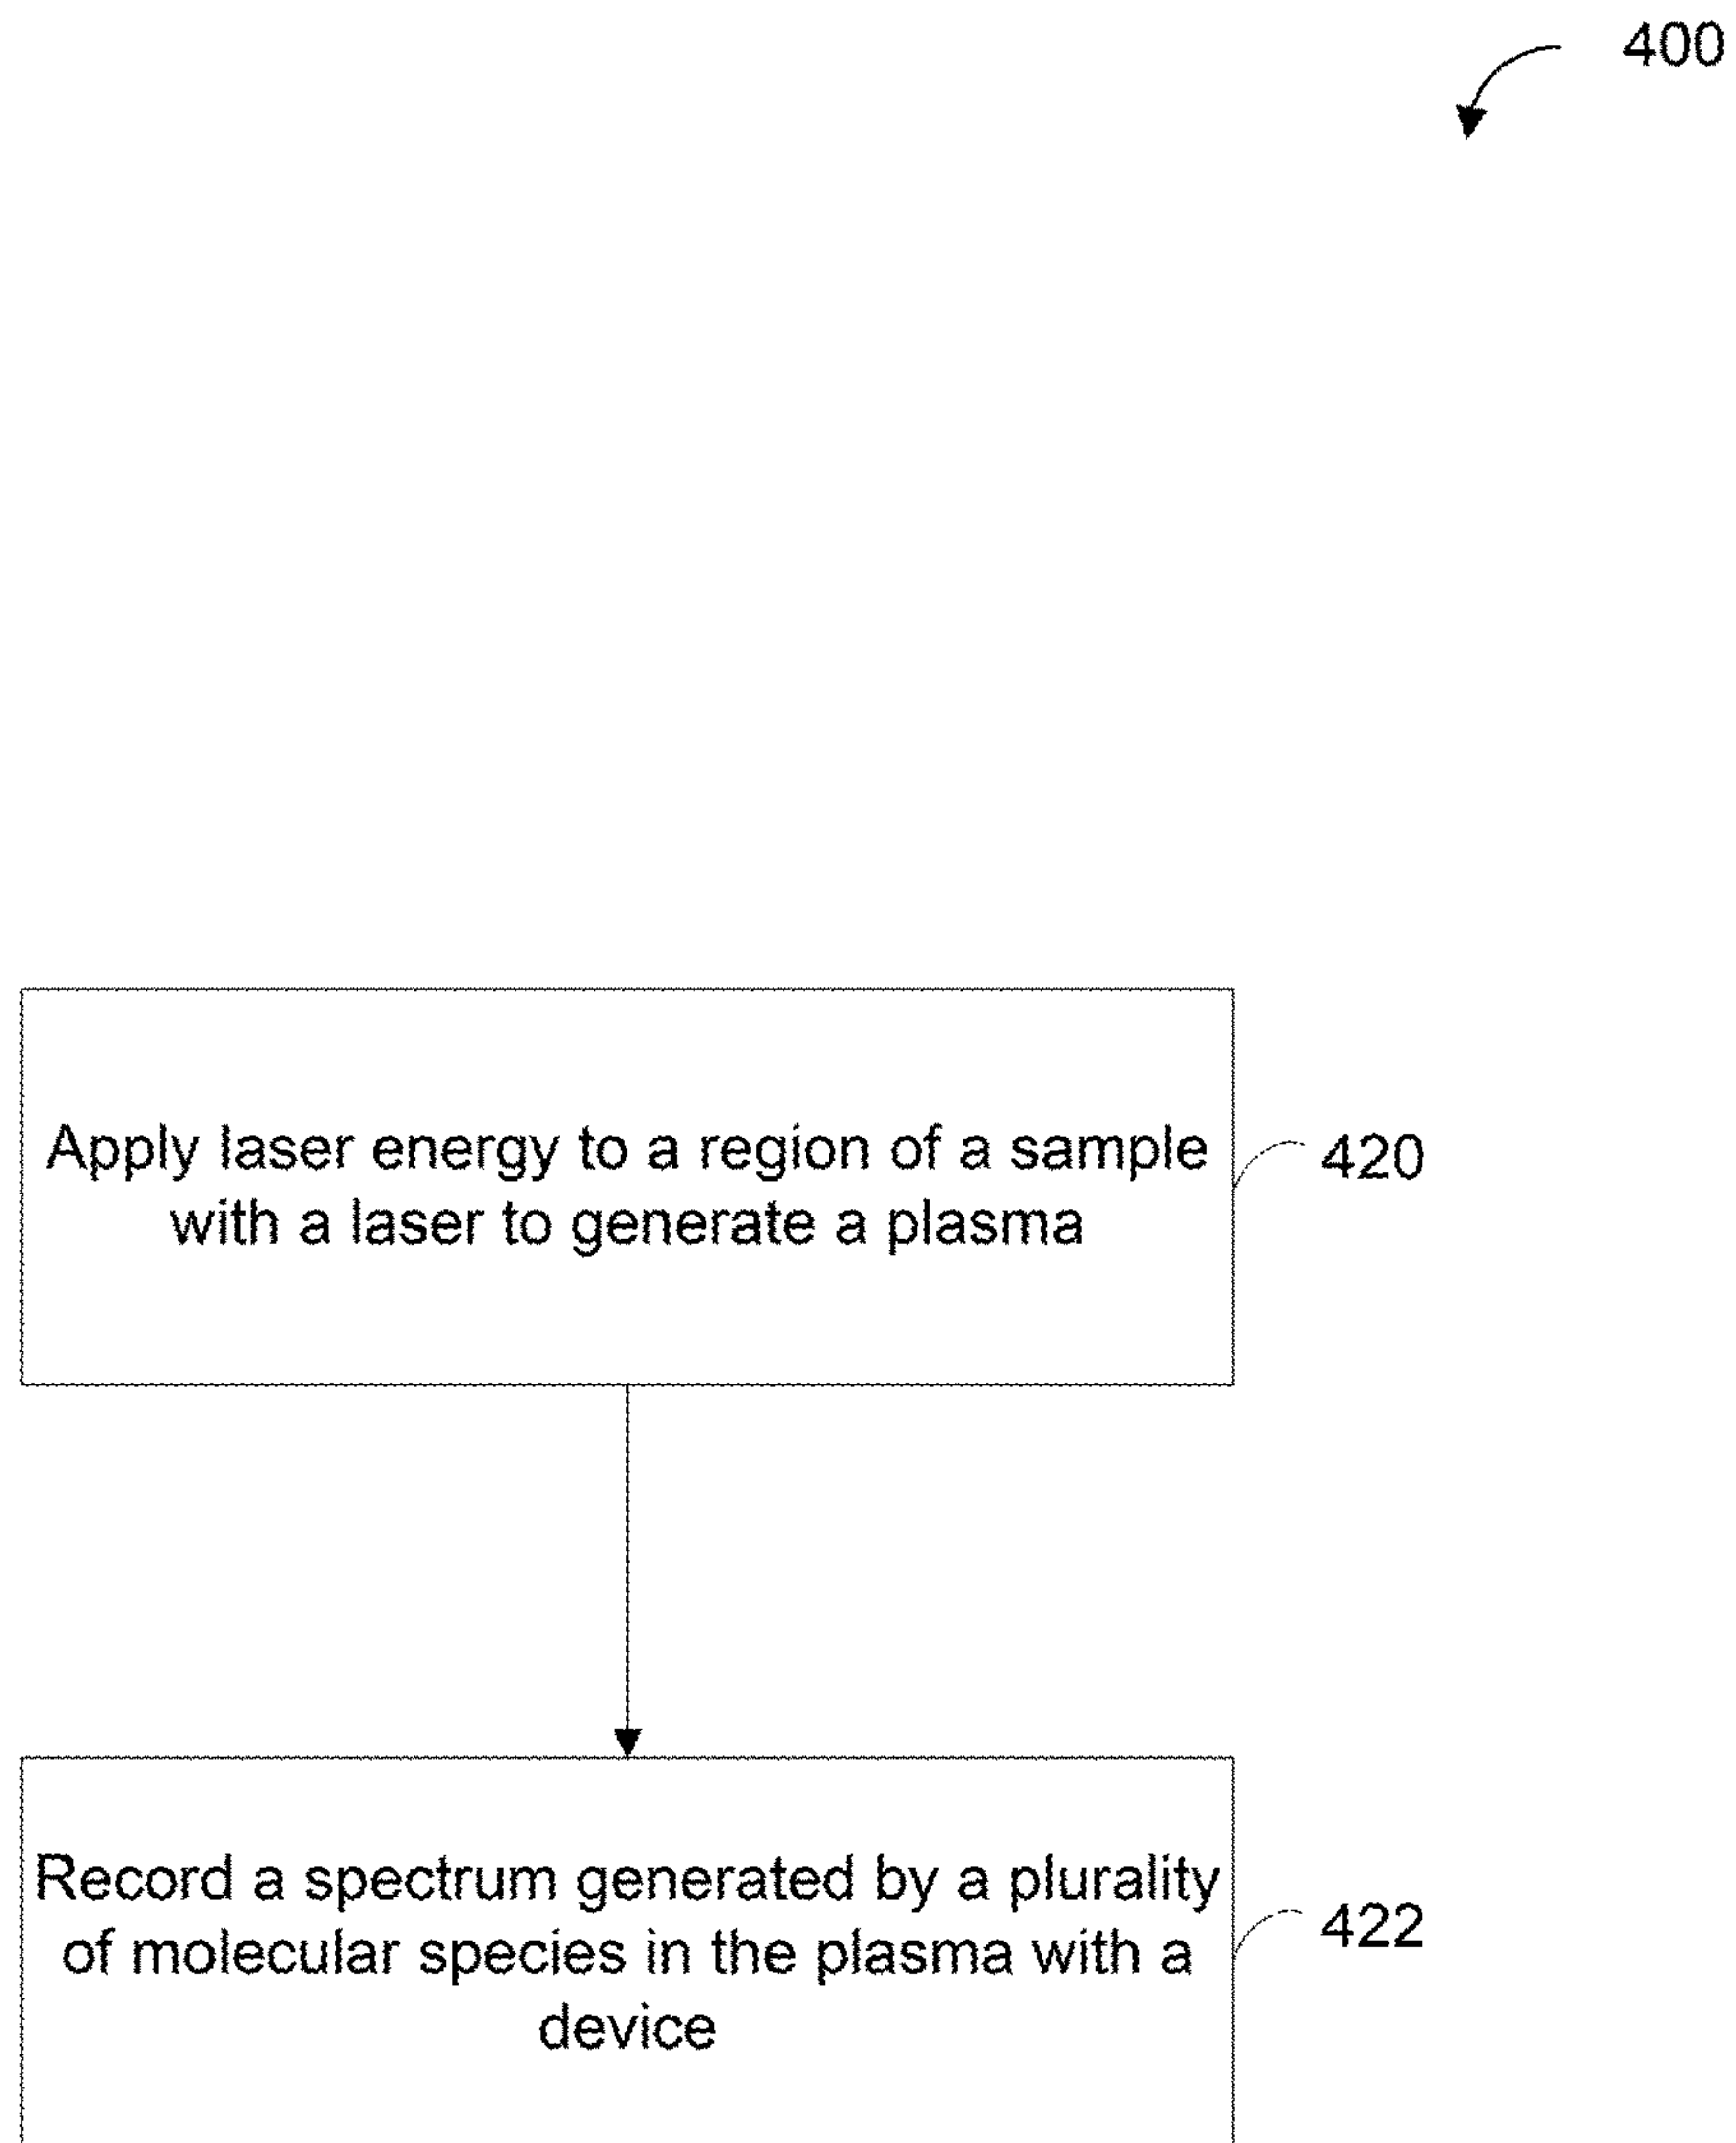 400
Apply laser energy to a region of a sample
with a laser to generate a plasma
420
Record a spectrum generated by a plurality
of molecular species in the plasma with a
device
422